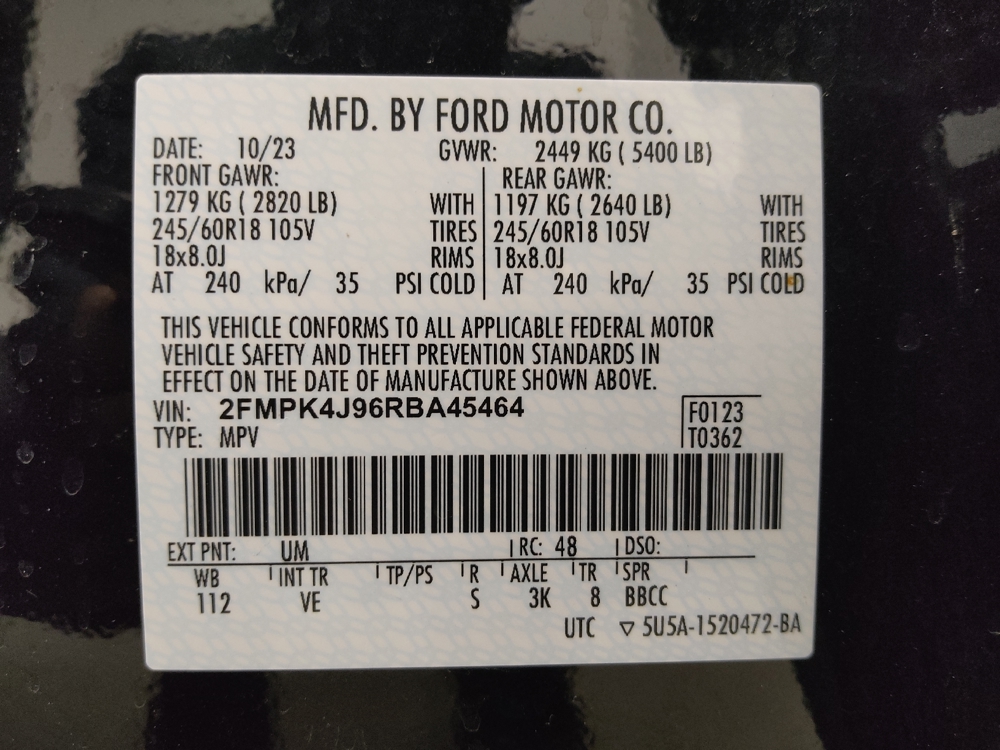 MFD. BY FORD MOTOR CO.
DATE: 10/23 GVWR: 2449 KG ( 5400 LB)
FRONT GAWR: REAR GAWR:
1279 KG ( 2820 LB) WITH 1197 KG ( 2640 LB) WITH
245/60R18 105V TIRES 245/60R18 105V TIRES
18x8.0J RIMS 18x8.0J RIMS
AT 240 kPa/ 35 PSI COLD AT 240 kPa/ 35 PSI COLD
THIS VEHICLE CONFORMS TO ALL APPLICABLE FEDERAL MOTOR
VEHICLE SAFETY AND THEFT PREVENTION STANDARDS IN
EFFECT ON THE DATE OF MANUFACTURE SHOWN ABOVE.
VIN: 2FMPK4J96RBA45464 F0123
TYPE: MPV T0362
EXT PNT: UM RC: 48 DSO:
WB INT TR TP/PS R AXLE TR SPR
112 VE S 3K 8 BBCC
UTC ▽ 5U5A-1520472-BA